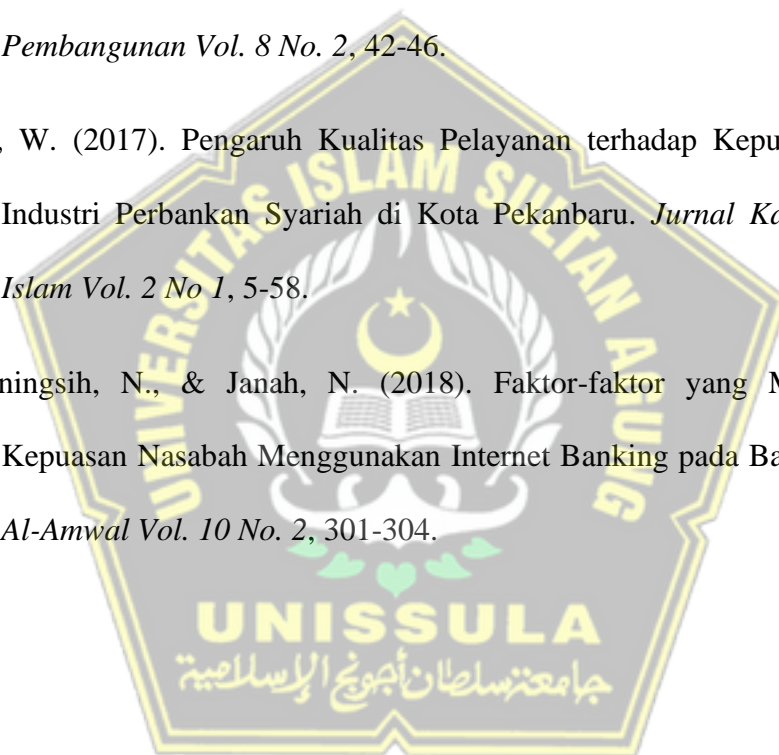 Pembangunan Vol. 8 No. 2, 42-46.
, W. (2017). Pengaruh Kualitas Pelayanan terhadap Kepu
Industri Perbankan Syariah di Kota Pekanbaru. Jurnal Ka
Islam Vol. 2 No 1, 5-58.
ningsih, N., & Janah, N. (2018). Faktor-faktor yang M
Kepuasan Nasabah Menggunakan Internet Banking pada Ba
Al-Amwal Vol. 10 No. 2, 301-304.
UNIVERSITAS ISLAM SULTAN AGUNG
UNISSULA
جامعة سلطان أجونج الإسلامية